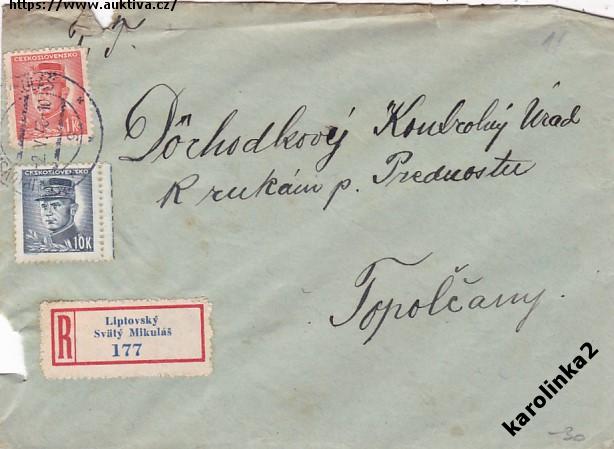 https://www.auktiva.cz/
ČESKOSLOVENSKO
1K
Dôchodkový Kontrolný Úrad
K rukám p. Prednostu
ČESKOSLOVENSKO
10K
Topoľčany.
R
Liptovský
Svätý Mikuláš
177
karolinka2
30